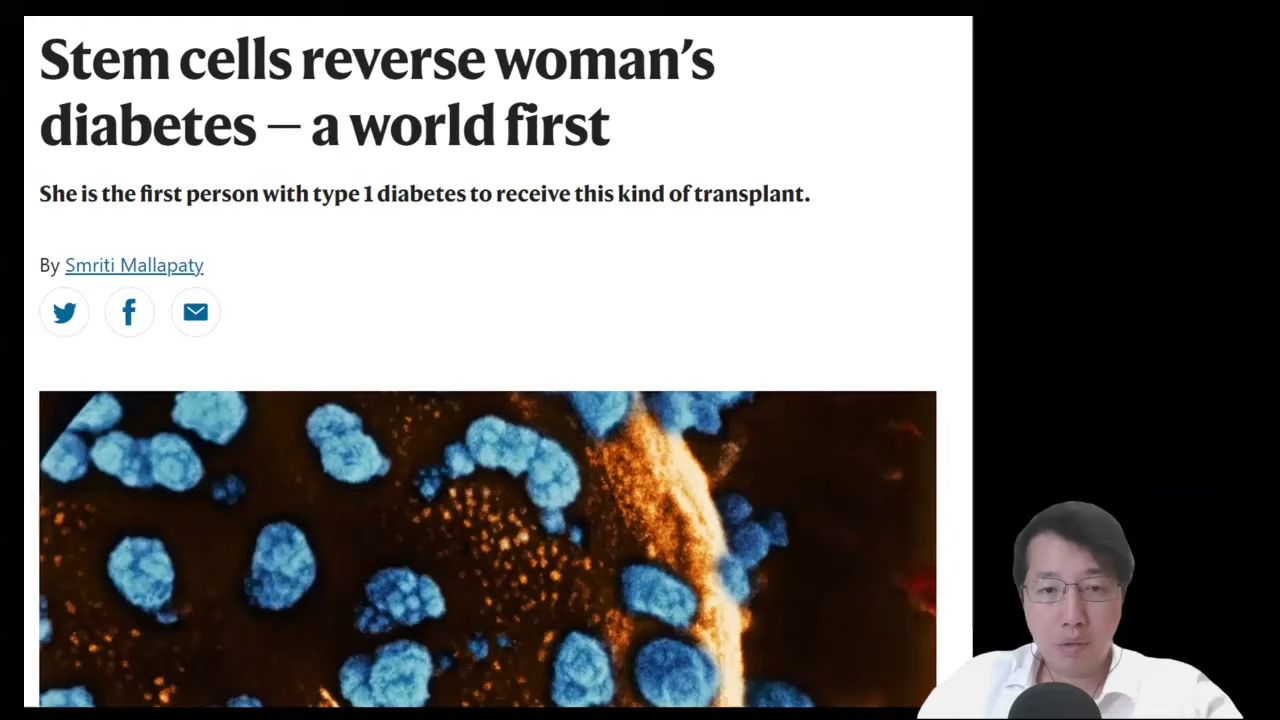 Stem cells reverse woman's
diabetes — a world first
She is the first person with type 1 diabetes to receive this kind of transplant.
By Smriti Mallapaty